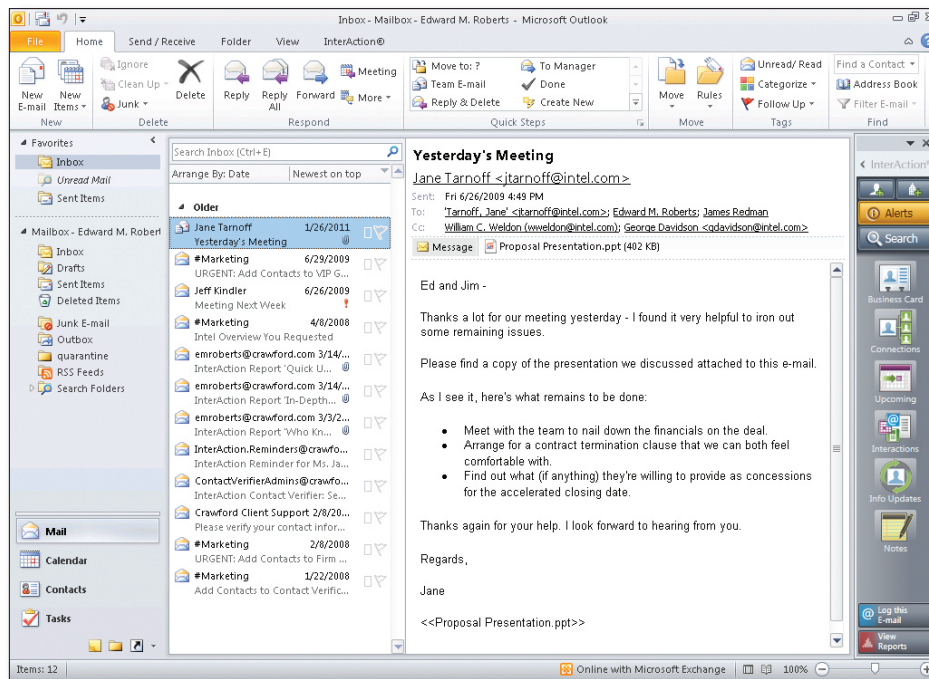 Inbox - Mailbox - Edward M. Roberts - Microsoft Outlook
File Home Send / Receive Folder View InterAction®
New E-mail
New Items
New
Ignore
Clean Up
Junk
Delete
Delete
Reply
Reply All
Forward
Meeting
More
Respond
Move to: ?
Team E-mail
Reply & Delete
To Manager
Done
Create New
Quick Steps
Move
Rules
Move
Unread/ Read
Categorize
Follow Up
Tags
Find a Contact
Address Book
Filter E-mail
Find
Favorites
Inbox
Unread Mail
Sent Items
Mailbox - Edward M. Roberl
Inbox
Drafts
Sent Items
Deleted Items
Junk E-mail
Outbox
quarantine
RSS Feeds
Search Folders
Mail
Calendar
Contacts
Tasks
Search Inbox (Ctrl+E)
Arrange By: Date Newest on top
Older
Jane Tarnoff 1/26/2011
Yesterday's Meeting
#Marketing 6/29/2009
URGENT: Add Contacts to VIP G...
Jeff Kindler 6/26/2009
Meeting Next Week
#Marketing 4/8/2008
Intel Overview You Requested
emroberts@crawford.com 3/14/...
InterAction Report 'Quick U...
emroberts@crawford.com 3/14/...
InterAction Report 'In-Depth...
emroberts@crawford.com 3/3/2...
InterAction Report 'Who Kn...
InterAction.Reminders@crawfo...
InterAction Reminder for Ms. Ja...
ContactVerifierAdmins@crawfo...
InterAction Contact Verifier: Se...
Crawford Client Support 2/8/20...
Please verify your contact infor...
#Marketing 2/8/2008
URGENT: Add Contacts to Firm ...
#Marketing 1/22/2008
Add Contacts to Contact Verific...
Yesterday's Meeting
Jane Tarnoff <jtarnoff@intel.com>
Sent: Fri 6/26/2009 4:49 PM
To: 'Tarnoff, Jane' <jtarnoff@intel.com>; Edward M. Roberts; James Redman
Cc: William C. Weldon (wweldon@intel.com); George Davidson <gdavidson@intel.com>
Message Proposal Presentation.ppt (402 KB)
Ed and Jim -
Thanks a lot for our meeting yesterday - I found it very helpful to iron out
some remaining issues.
Please find a copy of the presentation we discussed attached to this e-mail.
As I see it, here's what remains to be done:
• Meet with the team to nail down the financials on the deal.
• Arrange for a contract termination clause that we can both feel
comfortable with.
• Find out what (if anything) they're willing to provide as concessions
for the accelerated closing date.
Thanks again for your help. I look forward to hearing from you.
Regards,
Jane
<<Proposal Presentation.ppt>>
InterAction®
Alerts
Search
Business Card
Connections
Upcoming
Interactions
Info Updates
Notes
Log this
E-mail
View
Reports
Items: 12
Online with Microsoft Exchange
100%